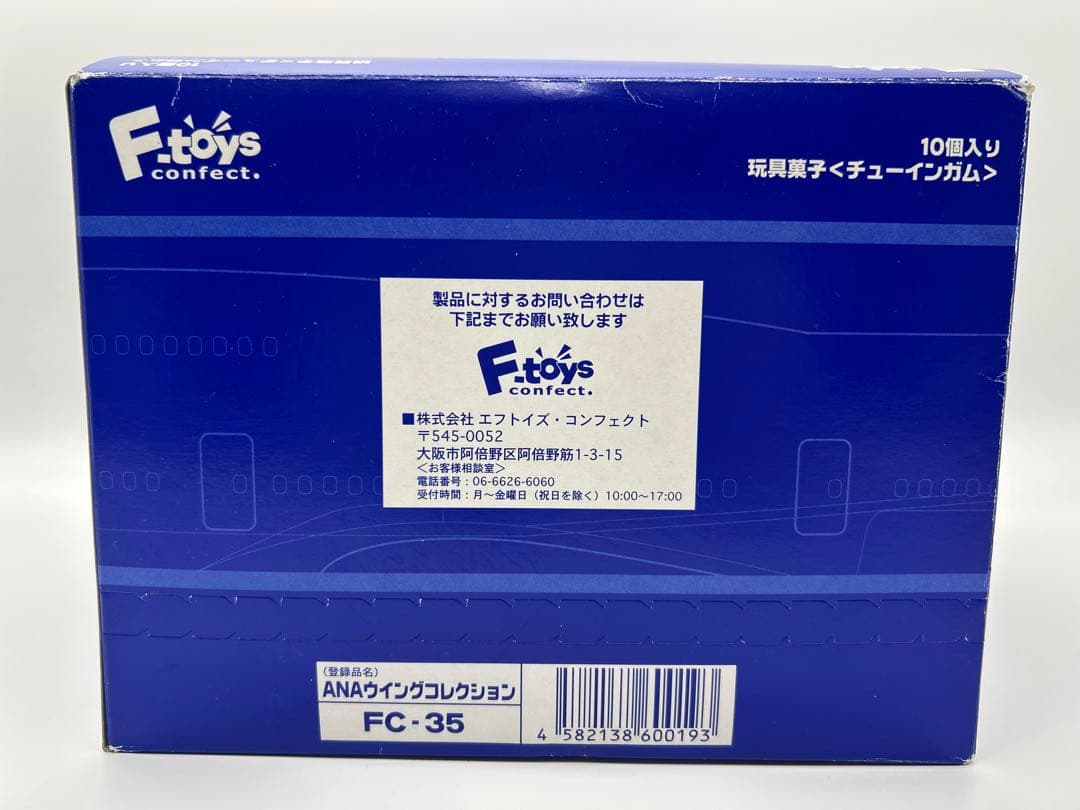 10個入り
F-toys
confect.
10個入り
玩具菓子<チューインガム>
製品に対するお問い合わせは
下記までお願い致します
F-toys
confect.
■株式会社 エフトイズ・コンフェクト
〒545-0052
大阪市阿倍野区阿倍野筋1-3-15
<お客様相談室>
電話番号:06-6626-6060
受付時間:月～金曜日(祝日を除く)10:00～17:00
(登録品名)
ANAウイングコレクション
FC-35
4 582138 600193